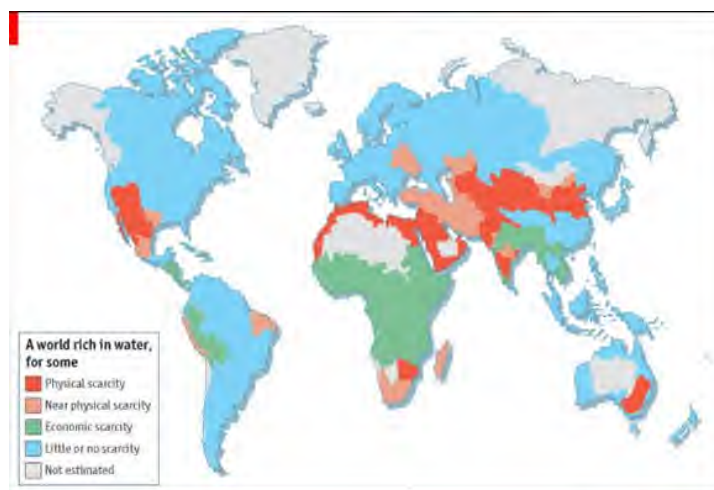 A world rich in water,
for some
Physical scarcity
Near physical scarcity
Economic scarcity
Little or no scarcity
Not estimated